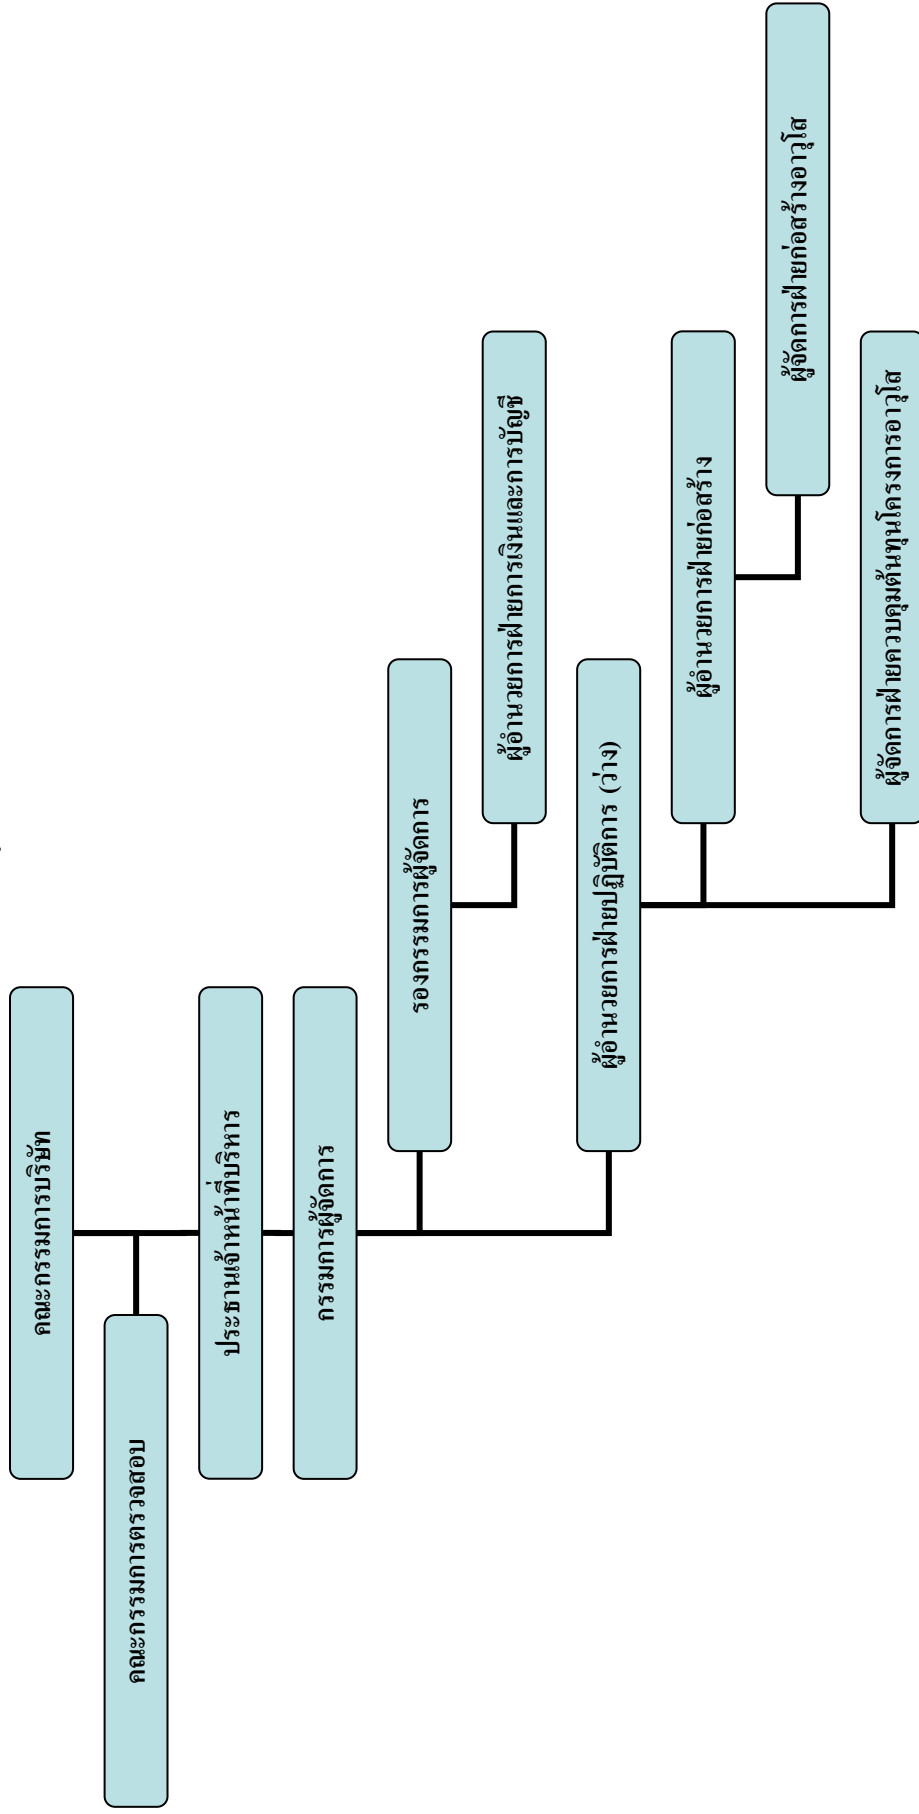 คณะกรรมการบริษัท
คณะกรรมการตรวจสอบ
ประธานเจ้าหน้าที่บริหาร
กรรมการผู้จัดการ
รองกรรมการผู้จัดการ
ผู้อำนวยการฝ่ายการเงินและการบัญชี
ผู้อำนวยการฝ่ายปฏิบัติการ (ว่าง)
ผู้อำนวยการฝ่ายก่อสร้าง
ผู้จัดการฝ่ายก่อสร้างอาวุโส
ผู้จัดการฝ่ายควบคุมต้นทุนโครงการอาวุโส